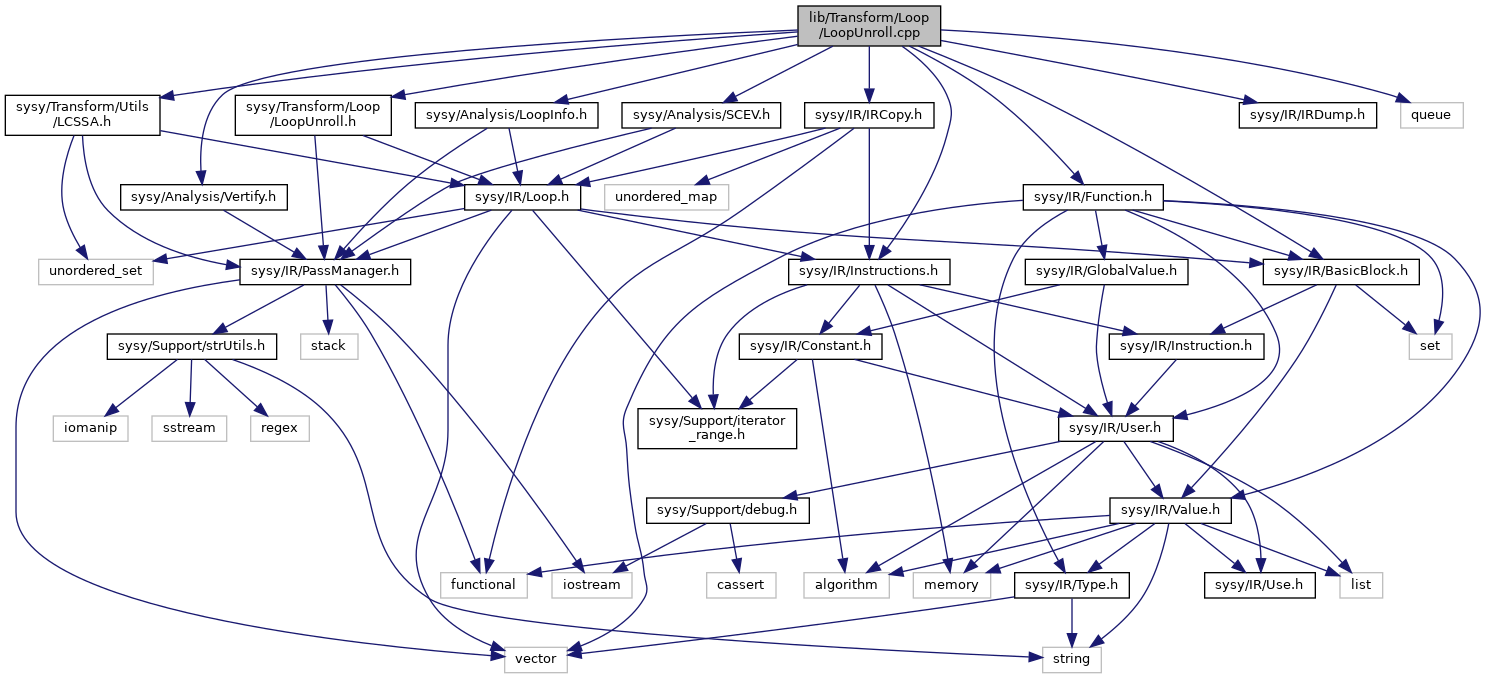 lib/Transform/Loop
/LoopUnroll.cpp
sysy/Transform/Utils
/LCSSA.h
sysy/Transform/Loop
/LoopUnroll.h
sysy/Analysis/LoopInfo.h
sysy/Analysis/SCEV.h
sysy/IR/IRCopy.h
sysy/IR/IRDump.h
queue
sysy/Analysis/Vertify.h
sysy/IR/Loop.h
unordered_map
sysy/IR/Function.h
unordered_set
sysy/IR/PassManager.h
sysy/IR/Instructions.h
sysy/IR/GlobalValue.h
sysy/IR/BasicBlock.h
sysy/Support/strUtils.h
stack
sysy/IR/Constant.h
sysy/IR/Instruction.h
set
iomanip
sstream
regex
sysy/Support/iterator
_range.h
sysy/IR/User.h
sysy/Support/debug.h
sysy/IR/Value.h
functional
iostream
cassert
algorithm
memory
sysy/IR/Type.h
sysy/IR/Use.h
list
vector
string